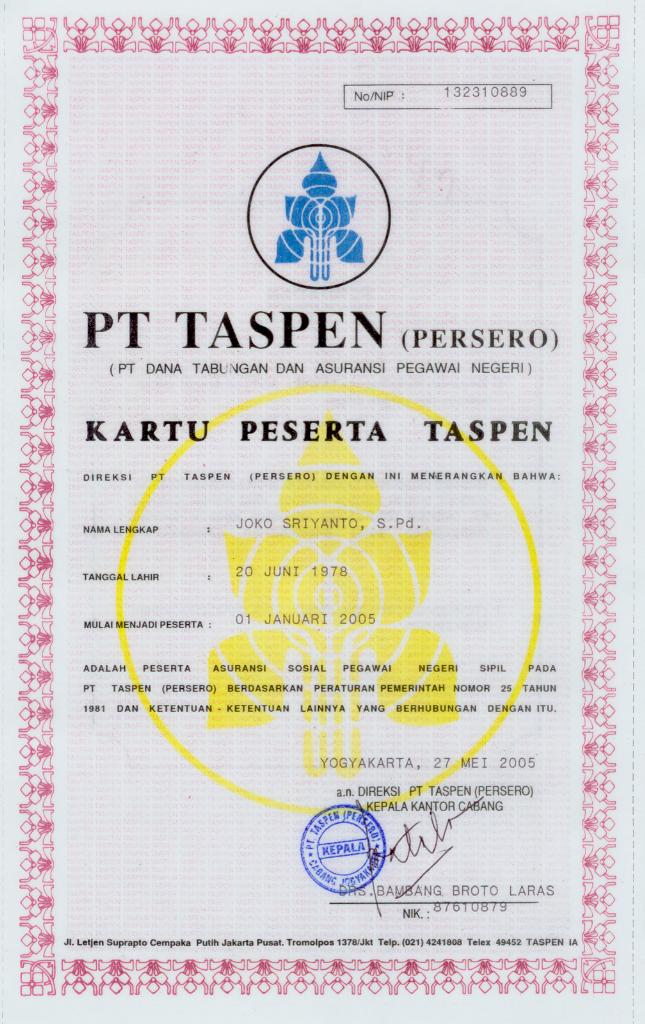 No/NIP : 132310889
PT TASPEN (PERSERO)
(PT DANA TABUNGAN DAN ASURANSI PEGAWAI NEGERI)
KARTU PESERTA TASPEN
DIREKSI PT TASPEN (PERSERO) DENGAN INI MENERANGKAN BAHWA:
NAMA LENGKAP : JOKO SRIYANTO, S.Pd.
TANGGAL LAHIR : 20 JUNI 1978
MULAI MENJADI PESERTA : 01 JANUARI 2005
ADALAH PESERTA ASURANSI SOSIAL PEGAWAI NEGERI SIPIL PADA
PT TASPEN (PERSERO) BERDASARKAN PERATURAN PEMERINTAH NOMOR 25 TAHUN
1981 DAN KETENTUAN - KETENTUAN LAINNYA YANG BERHUBUNGAN DENGAN ITU.
YOGYAKARTA, 27 MEI 2005
a.n. DIREKSI PT TASPEN (PERSERO)
KEPALA KANTOR CABANG
PT. TASPEN (PERSERO)
KEPALA
CABANG YOGYAKARTA
DRS. BAMBANG BROTO LARAS
NIK. : 87610879
Jl. Letjen Suprapto Cempaka Putih Jakarta Pusat. Tromolpos 1378/Jkt Telp. (021) 4241808 Telex 49452 TASPEN IA